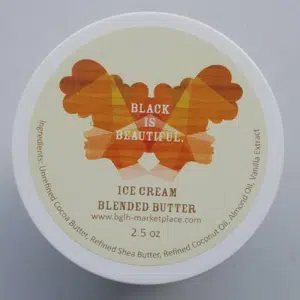 BLACK
IS
BEAUTIFUL.
ICE CREAM
BLENDED BUTTER
www.bglh-marketplace.com
2.5 oz
Ingredients: Unrefined Cocoa Butter, Refined Shea Butter, Refined Coconut Oil, Almond Oil, Vanilla Extract